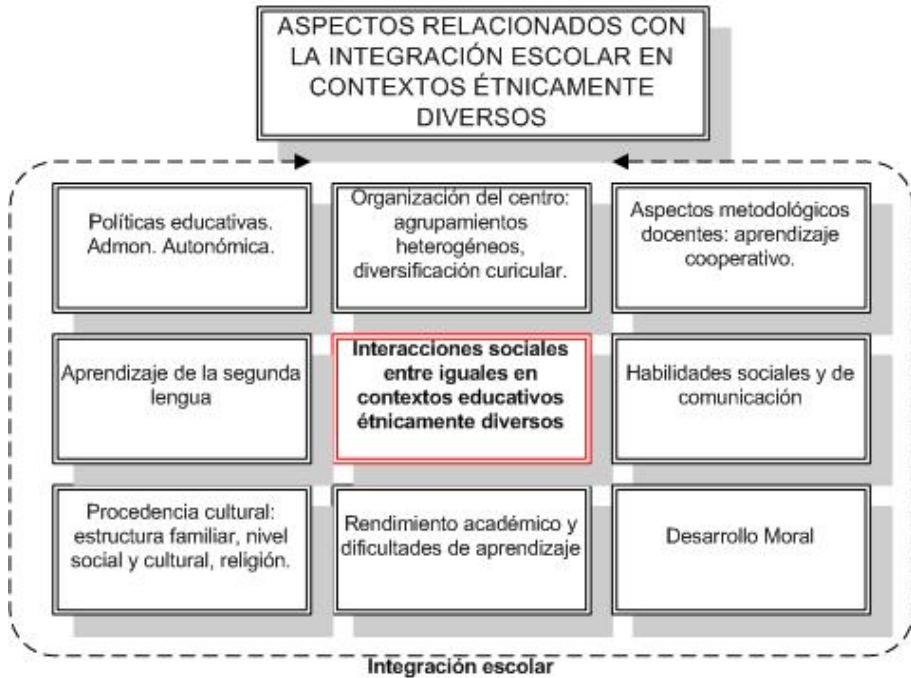 ASPECTOS RELACIONADOS CON
LA INTEGRACIÓN ESCOLAR EN
CONTEXTOS ÉTNICAMENTE
DIVERSOS
Políticas educativas.
Admon. Autonómica.
Organización del centro:
agrupamientos
heterogéneos,
diversificación curicular.
Aspectos metodológicos
docentes: aprendizaje
cooperativo.
Aprendizaje de la segunda
lengua
Interacciones sociales
entre iguales en
contextos educativos
étnicamente diversos
Habilidades sociales y de
comunicación
Procedencia cultural:
estructura familiar, nivel
social y cultural, religión.
Rendimiento académico y
dificultades de aprendizaje
Desarrollo Moral
Integración escolar